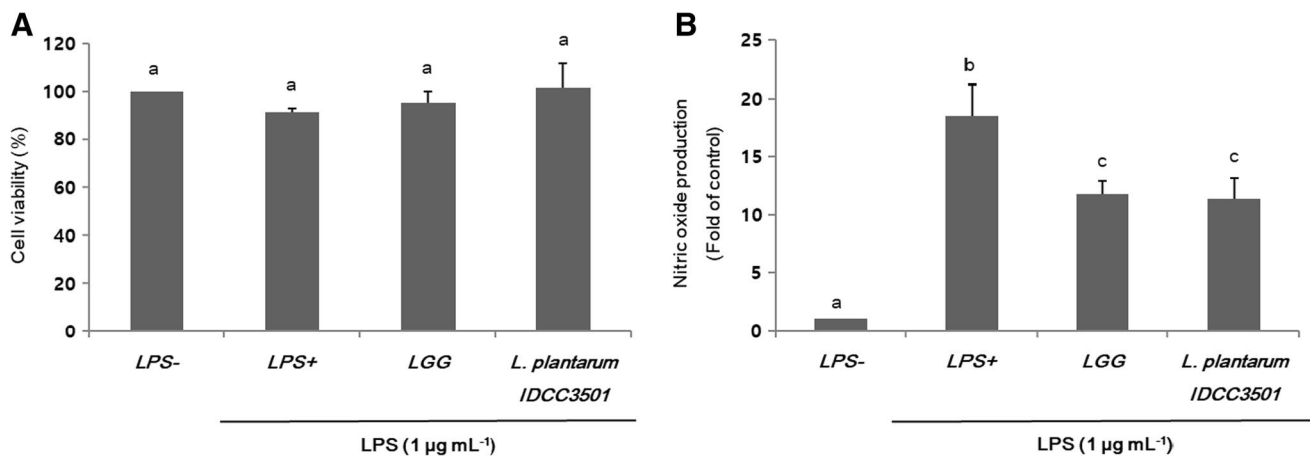 A
Cell viability (%)
120
100
80
60
40
20
0
a
a
a
a
LPS-
LPS+
LGG
L. plantarum
IDCC3501
LPS (1 µg mL⁻¹)
B
Nitric oxide production
(Fold of control)
25
20
15
10
5
0
a
b
c
c
LPS-
LPS+
LGG
L. plantarum
IDCC3501
LPS (1 µg mL⁻¹)